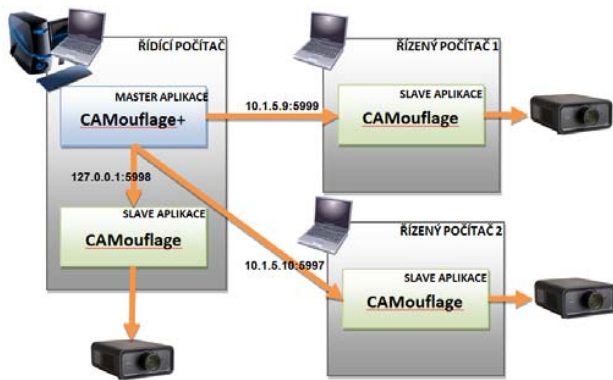 ŘÍDÍCÍ POČÍTAČ
MASTER APLIKACE
CAMouflage+
127.0.0.1:5998
SLAVE APLIKACE
CAMouflage
10.1.5.9:5999
ŘÍZENÝ POČÍTAČ 1
SLAVE APLIKACE
CAMouflage
10.1.5.10:5997
ŘÍZENÝ POČÍTAČ 2
SLAVE APLIKACE
CAMouflage